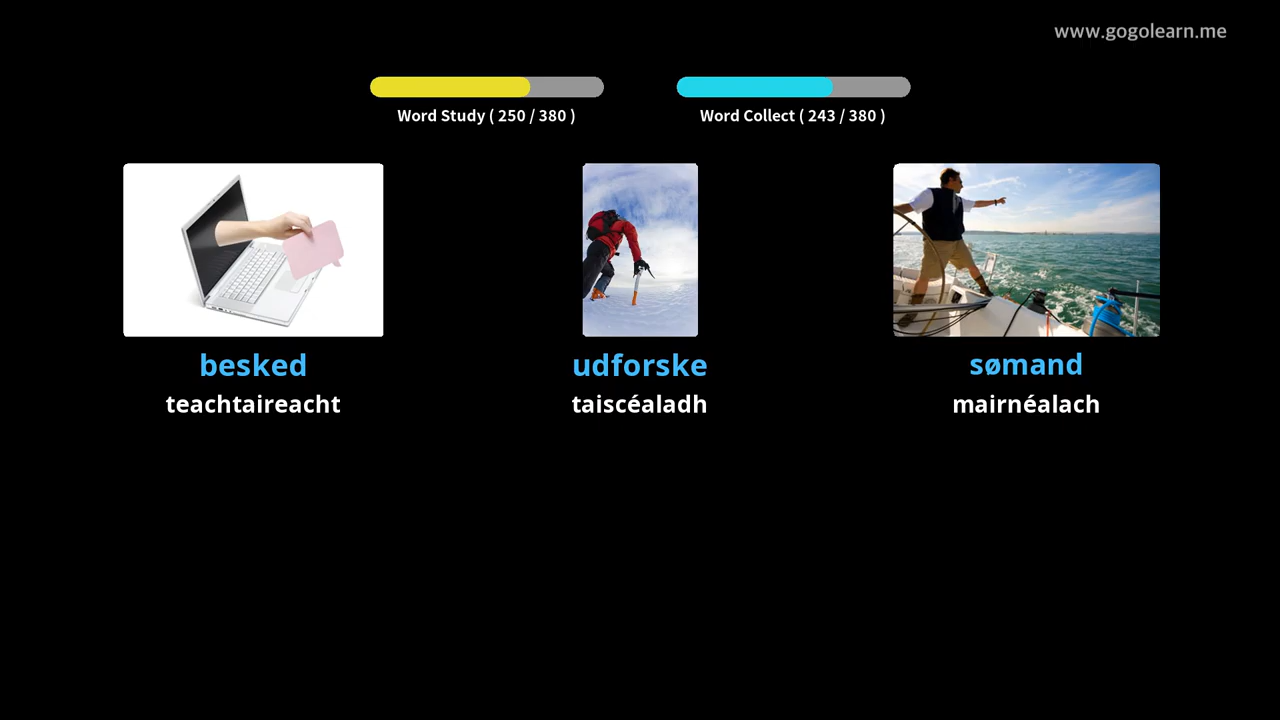 www.gogolearn.me
Word Study ( 250 / 380 )
Word Collect ( 243 / 380 )
besked
teachtaireacht
udforske
taiscéaladh
sømand
mairnéalach